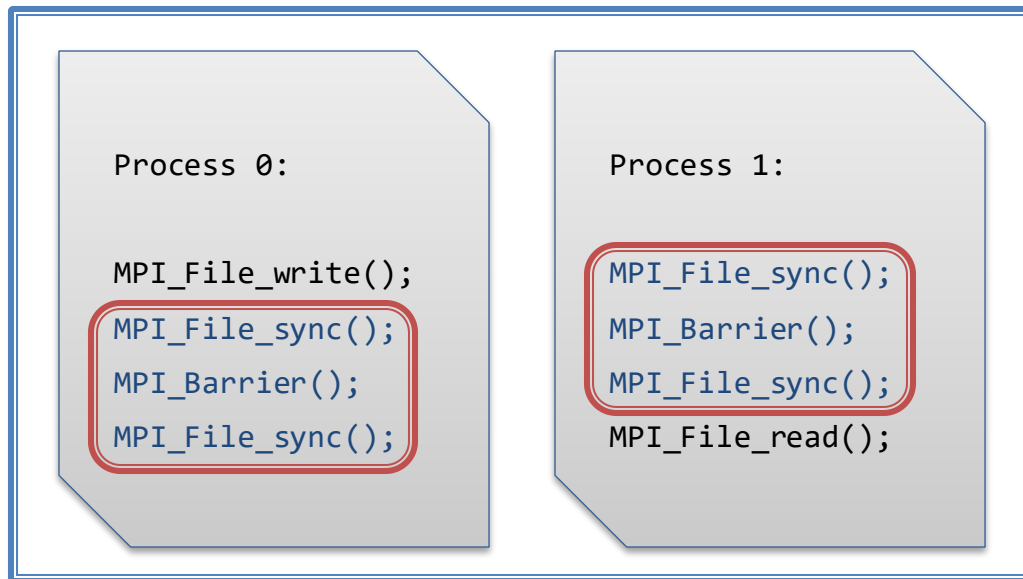 Process 0:
MPI_File_write();
MPI_File_sync();
MPI_Barrier();
MPI_File_sync();
Process 1:
MPI_File_sync();
MPI_Barrier();
MPI_File_sync();
MPI_File_read();